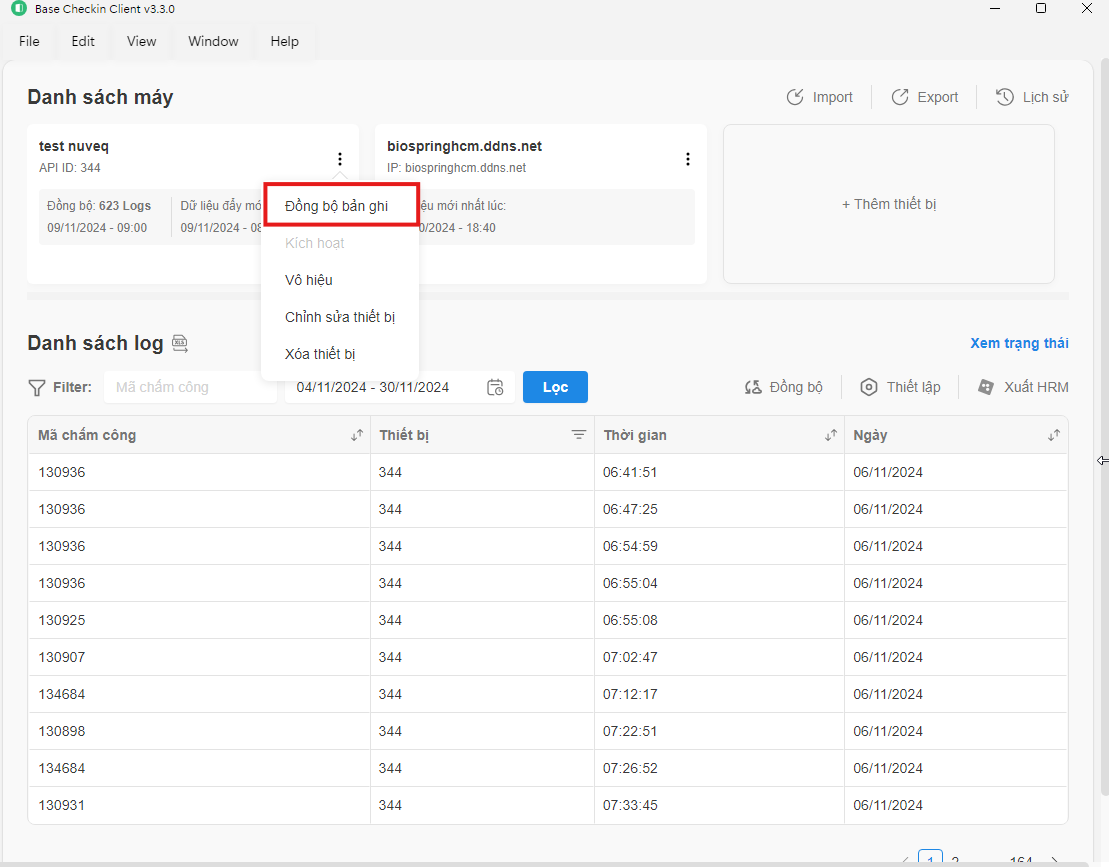 Base Checkin Client v3.3.0
File Edit View Window Help
Danh sách máy
Import Export Lịch sử
test nuveq
API ID: 344
Đồng bộ: 623 Logs
09/11/2024 - 09:00
Dữ liệu đẩy
09/11/2024 -
biospringhcm.ddns.net
IP: biospringhcm.ddns.net
mới nhất lúc:
/2024 - 18:40
+ Thêm thiết bị
Đồng bộ bản ghi
Kích hoạt
Vô hiệu
Chỉnh sửa thiết bị
Xóa thiết bị
Danh sách log
XLS
Xem trạng thái
Filter: Mã chấm công 04/11/2024 - 30/11/2024 Lọc Đồng bộ Thiết lập Xuất HRM
Mã chấm công Thiết bị Thời gian Ngày
130936 344 06:41:51 06/11/2024
130936 344 06:47:25 06/11/2024
130936 344 06:54:59 06/11/2024
130936 344 06:55:04 06/11/2024
130925 344 06:55:08 06/11/2024
130907 344 07:02:47 06/11/2024
134684 344 07:12:17 06/11/2024
130898 344 07:22:51 06/11/2024
134684 344 07:26:52 06/11/2024
130931 344 07:33:45 06/11/2024
1 2 164